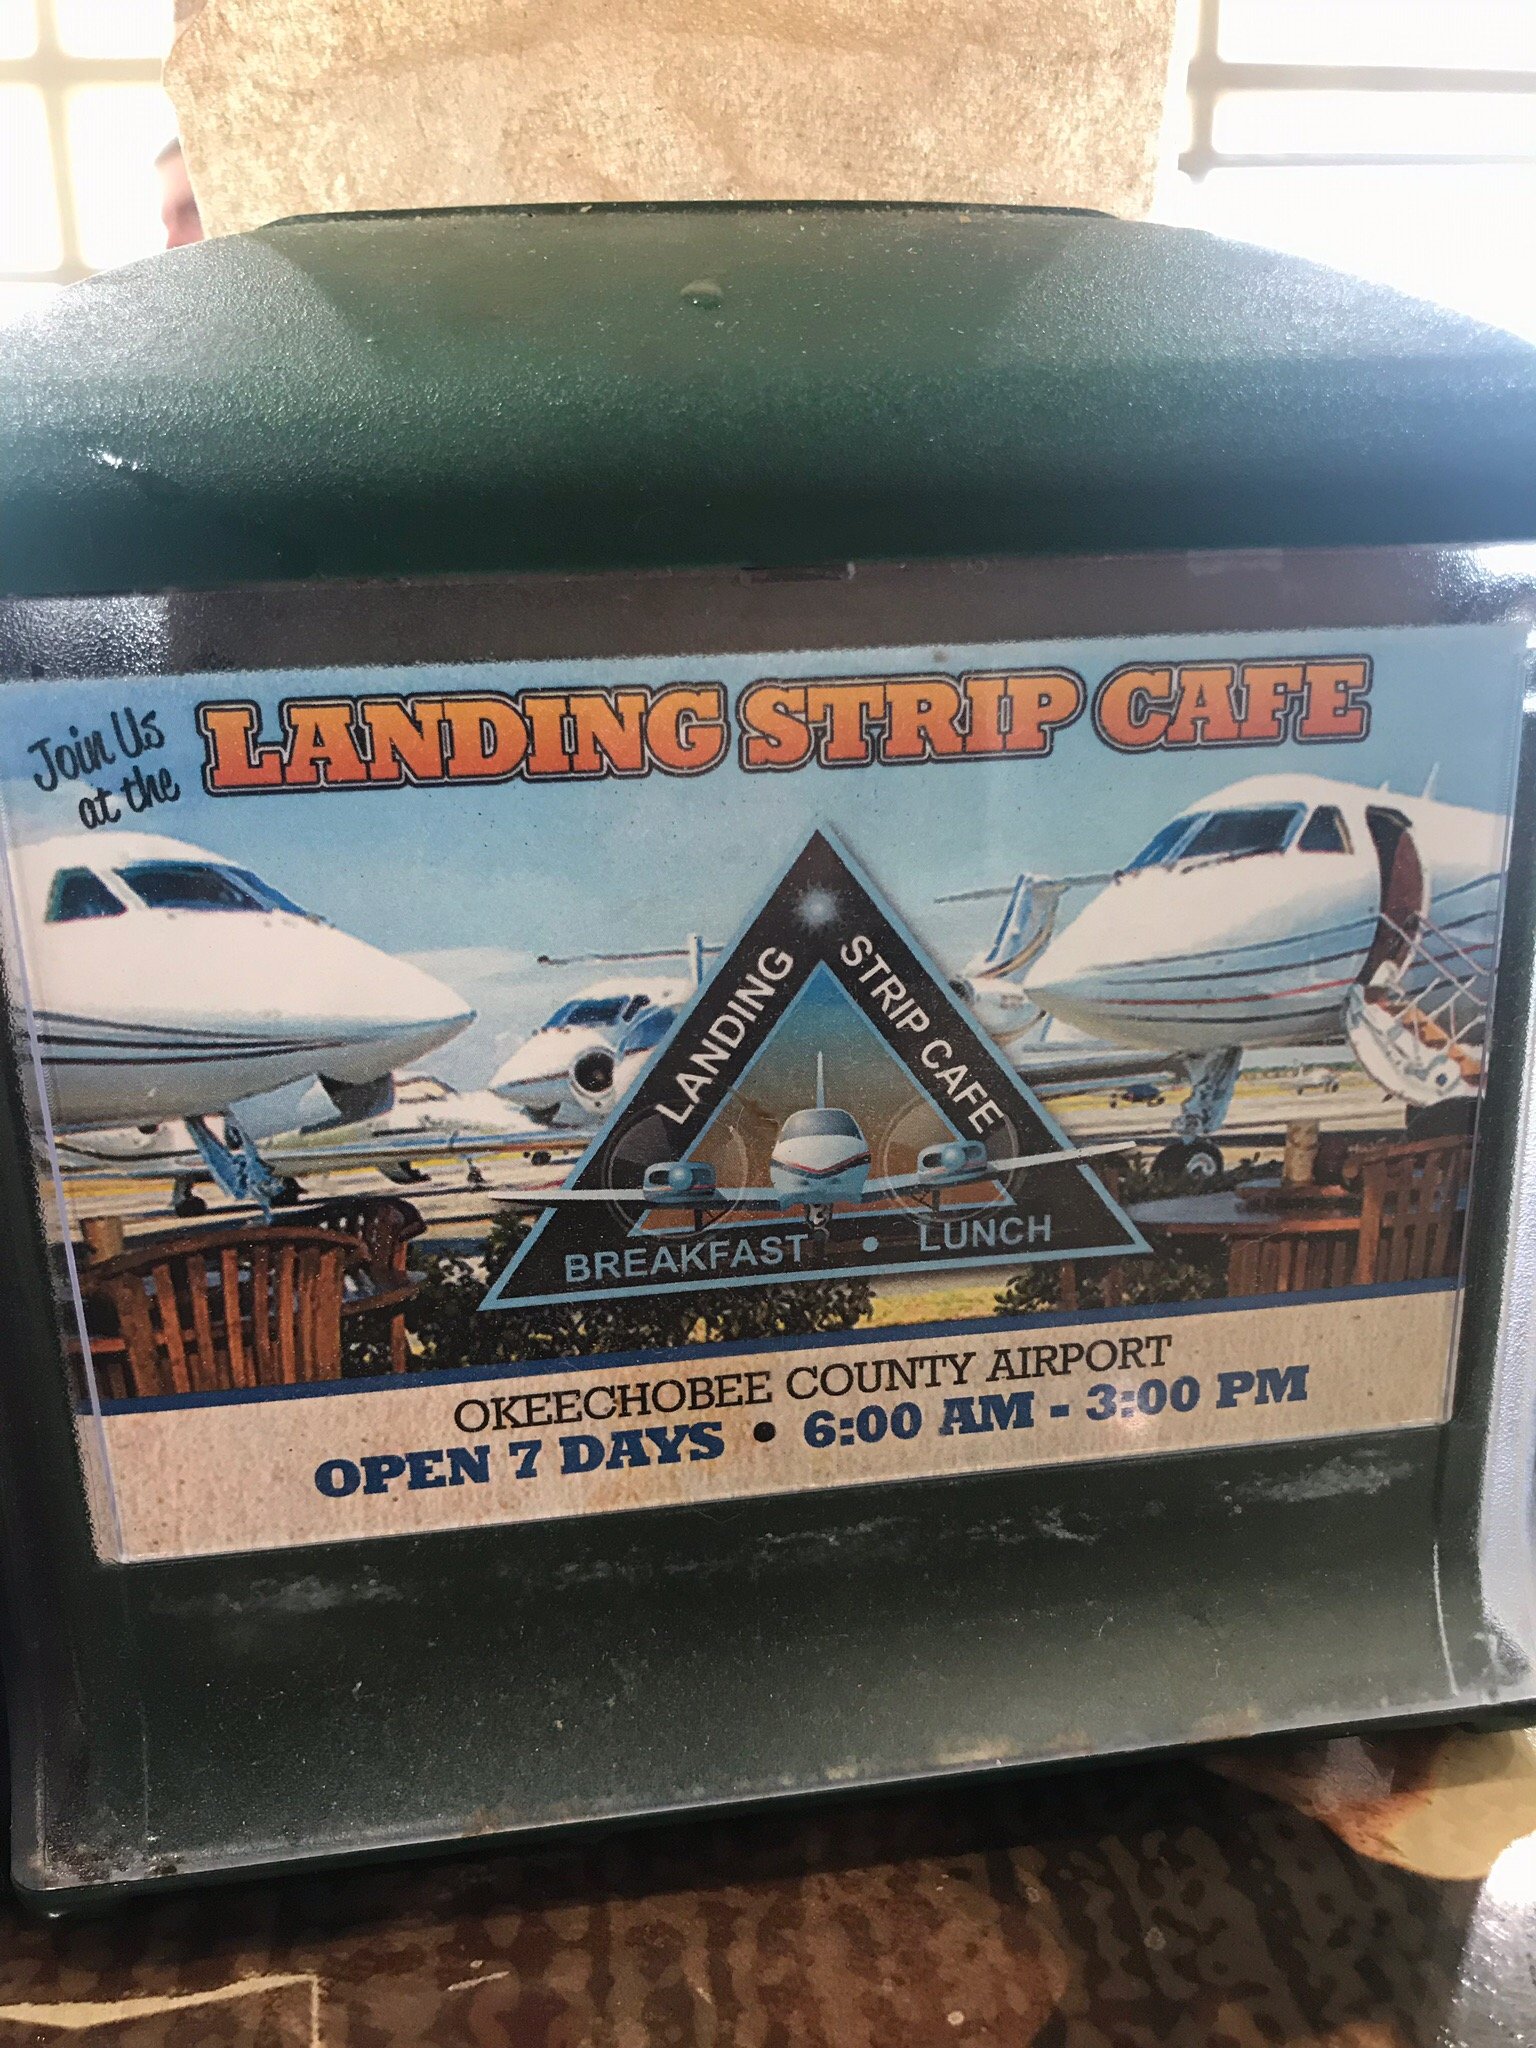 Join Us
at the
LANDING STRIP CAFE
LANDING STRIP CAFE
BREAKFAST • LUNCH
OKEECHOBEE COUNTY AIRPORT
OPEN 7 DAYS • 6:00 AM - 3:00 PM